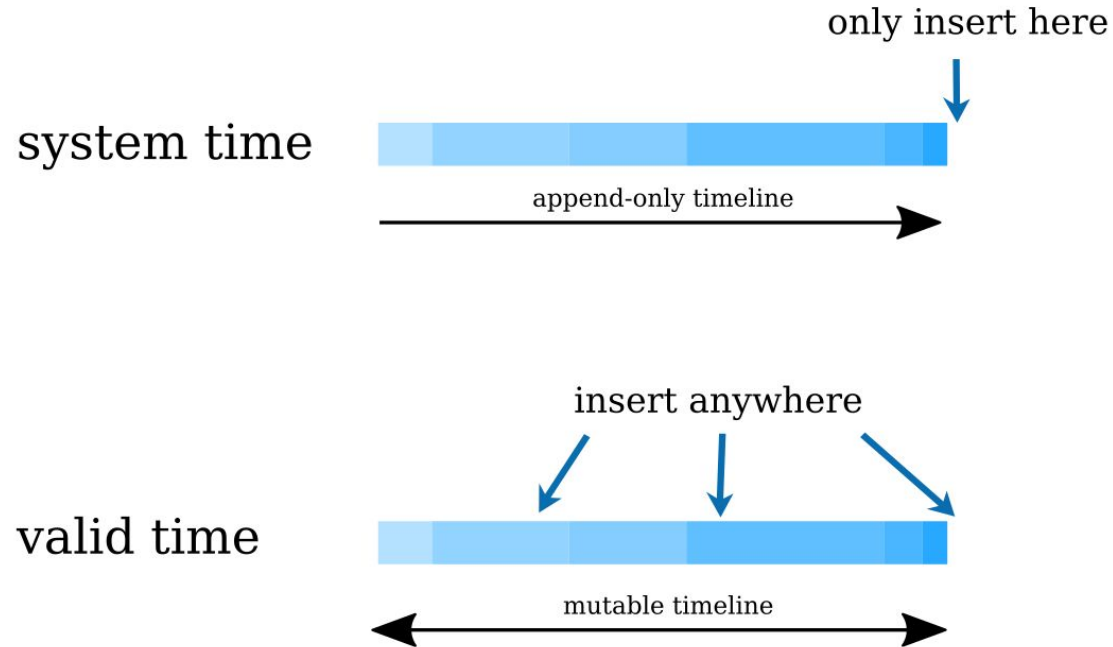 only insert here
system time
append-only timeline
insert anywhere
valid time
mutable timeline